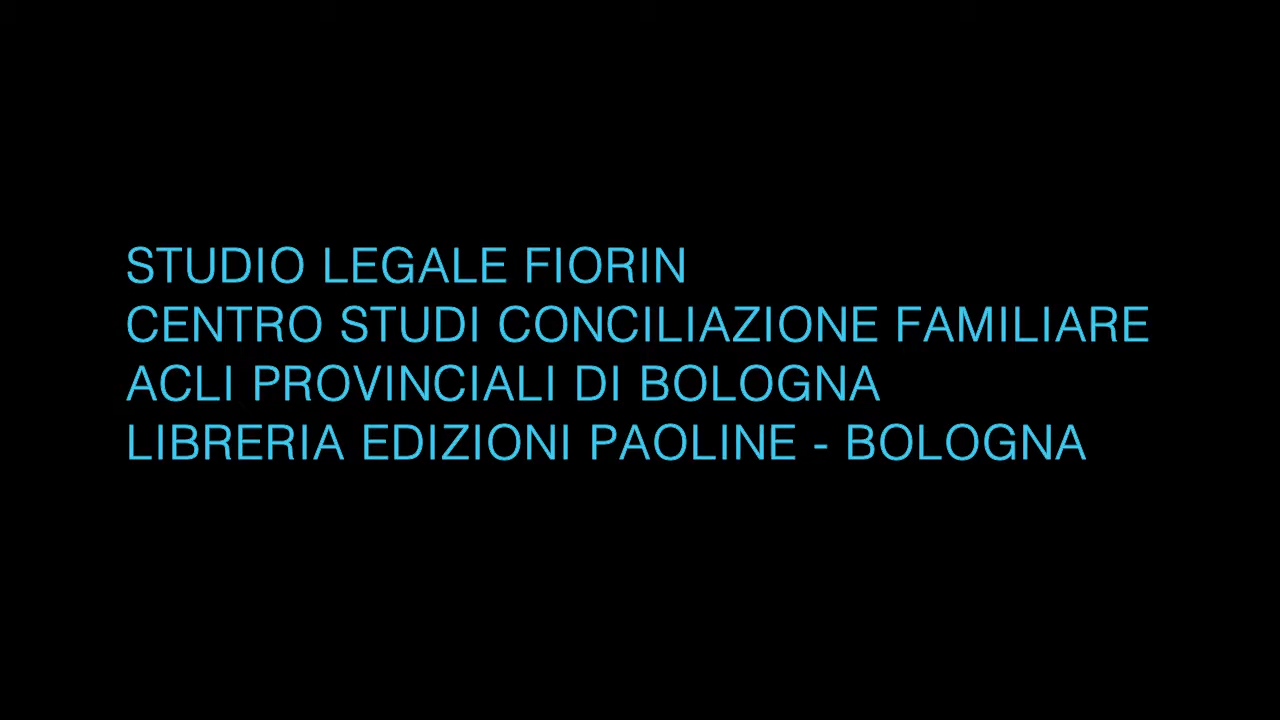 STUDIO LEGALE FIORIN
CENTRO STUDI CONCILIAZIONE FAMILIARE
ACLI PROVINCIALI DI BOLOGNA
LIBRERIA EDIZIONI PAOLINE - BOLOGNA